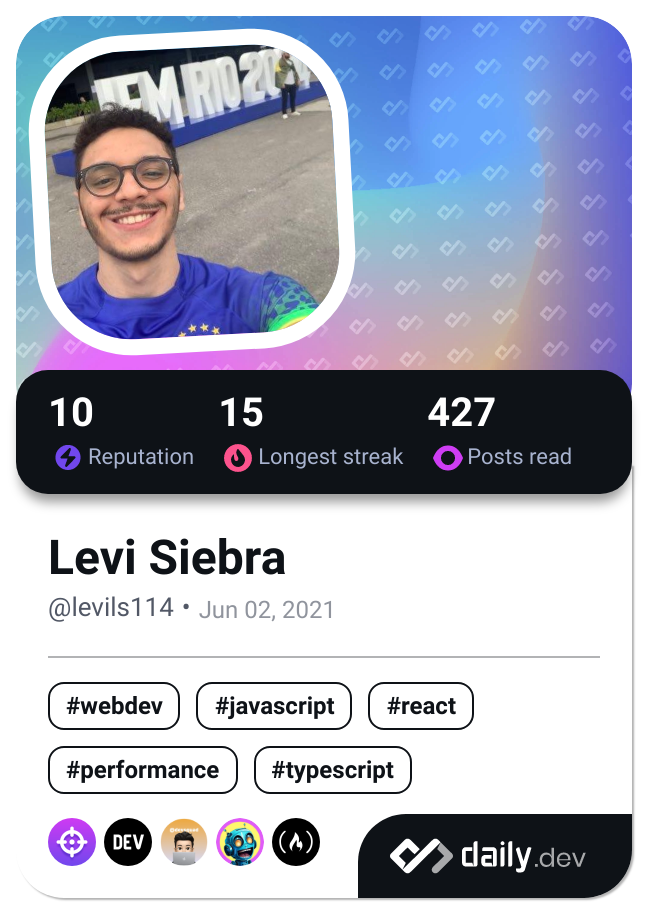 10 15 427
Reputation Longest streak Posts read
Levi Siebra
@levils114 • Jun 02, 2021
#webdev #javascript #react
#performance #typescript
DEV
daily.dev